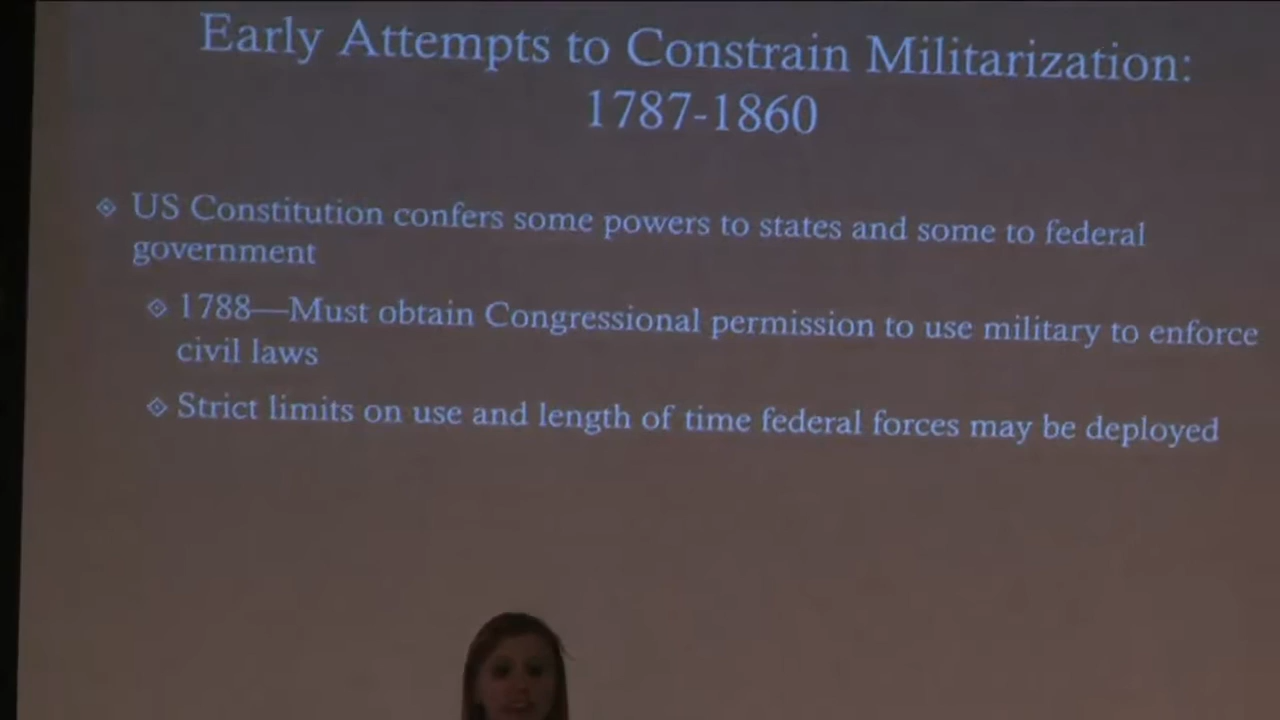 Early Attempts to Constrain Militarization:
1787-1860
US Constitution confers some powers to states and some to federal
government
1788—Must obtain Congressional permission to use military to enforce
civil laws
Strict limits on use and length of time federal forces may be deployed